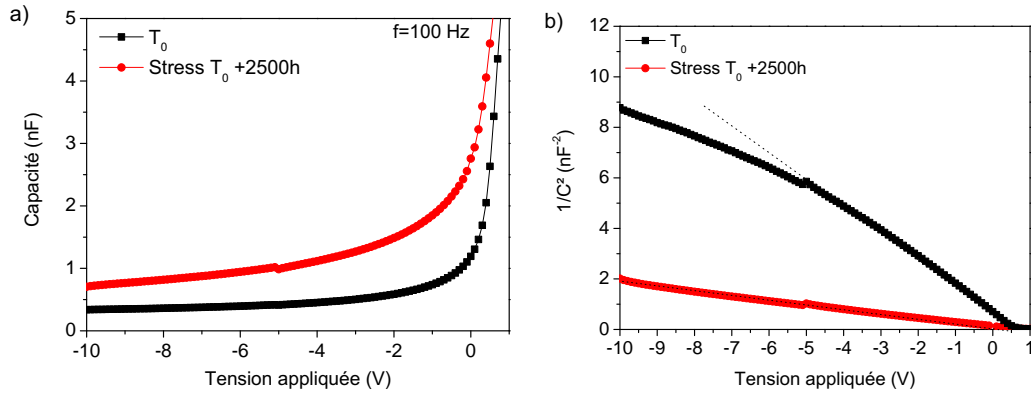 a)
f=100 Hz
T0
Stress T0 +2500h
Capacité (nF)
5
4
3
2
1
0
-10 -8 -6 -4 -2 0
Tension appliquée (V)
b)
T0
Stress T0 +2500h
1/C² (nF-2)
12
10
8
6
4
2
0
-10 -9 -8 -7 -6 -5 -4 -3 -2 -1 0 1
Tension appliquée (V)